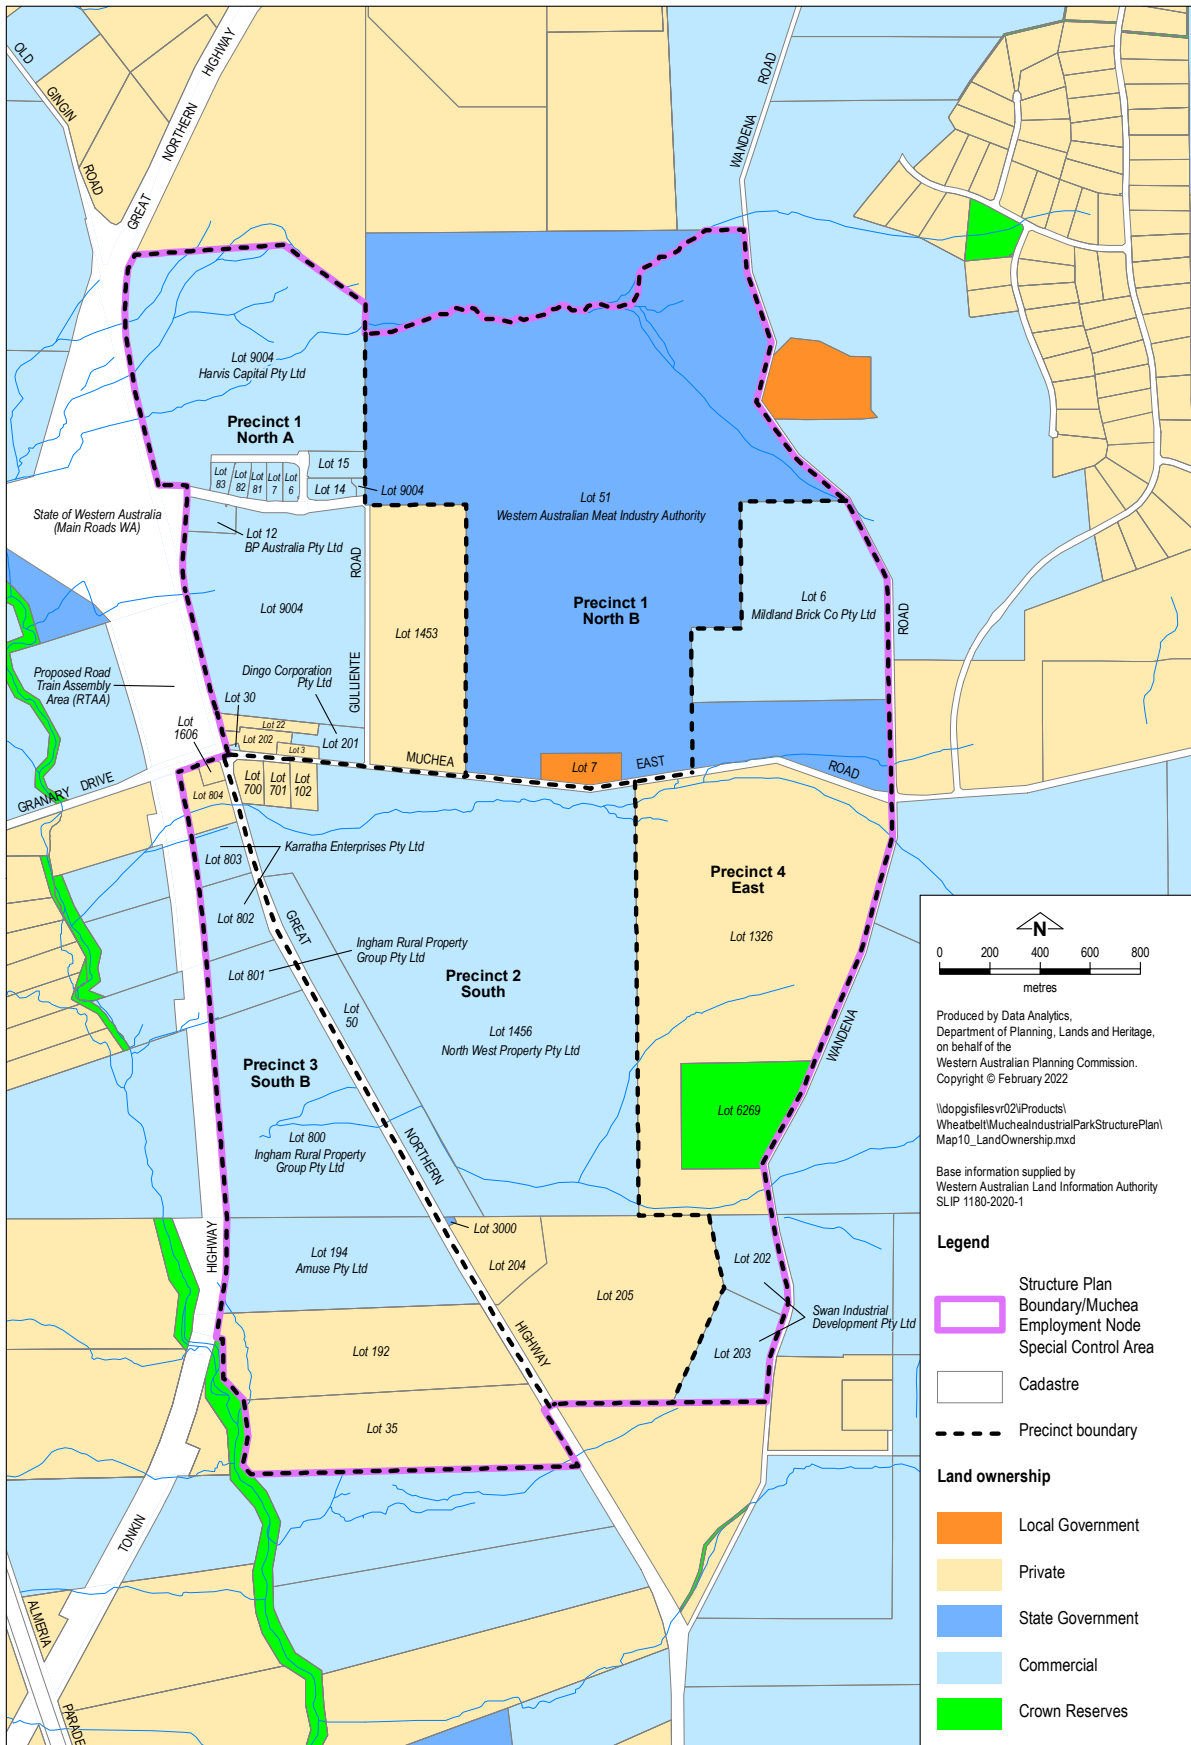 OLD
GINGIN
ROAD
GREAT
NORTHERN
HIGHWAY
WANDENA
ROAD
Lot 9004
Harvis Capital Pty Ltd
Precinct 1
North A
Lot
83
Lot
82
Lot
81
Lot
7
Lot
6
Lot 15
Lot 14
Lot 9004
State of Western Australia
(Main Roads WA)
Lot 12
BP Australia Pty Ltd
Lot 51
Western Australian Meat Industry Authority
ROAD
GULLIENTE
Lot 9004
Lot 1453
Precinct 1
North B
Lot 6
Mildland Brick Co Pty Ltd
ROAD
Proposed Road
Train Assembly
Area (RTAA)
Dingo Corporation
Pty Ltd
Lot 30
Lot 22
Lot 202
Lot 3
Lot 201
Lot
1606
MUCHEA
EAST
ROAD
Lot 7
GRANARY DRIVE
Lot 804
Lot
700
Lot
701
Lot
102
Lot 803
Karratha Enterprises Pty Ltd
Lot 802
GREAT
Lot 801
Ingham Rural Property
Group Pty Ltd
Lot
50
Precinct 2
South
Lot 1456
North West Property Pty Ltd
Precinct 4
East
Lot 1326
WANDENA
Lot 6269
Precinct 3
South B
Lot 800
Ingham Rural Property
Group Pty Ltd
NORTHERN
HIGHWAY
Lot 3000
Lot 194
Amuse Pty Ltd
Lot 204
Lot 205
Lot 202
Swan Industrial
Development Pty Ltd
Lot 203
HIGHWAY
Lot 192
Lot 35
TONKIN
ALMERIA
PARADE
N
0 200 400 600 800
metres
Produced by Data Analytics,
Department of Planning, Lands and Heritage,
on behalf of the
Western Australian Planning Commission.
Copyright © February 2022
\\dopgisfilesvr02\iProducts\
Wheatbelt\MucheaIndustrialParkStructurePlan\
Map10_LandOwnership.mxd
Base information supplied by
Western Australian Land Information Authority
SLIP 1180-2020-1
Legend
Structure Plan
Boundary/Muchea
Employment Node
Special Control Area
Cadastre
Precinct boundary
Land ownership
Local Government
Private
State Government
Commercial
Crown Reserves